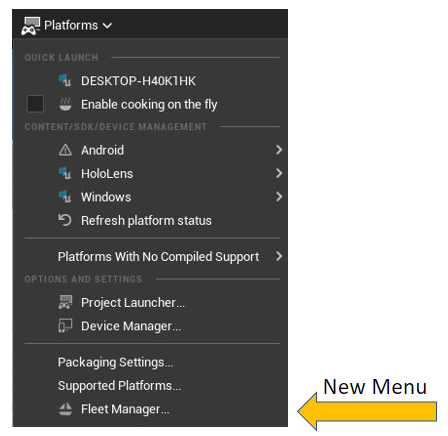 Platforms
QUICK LAUNCH
DESKTOP-H40K1HK
Enable cooking on the fly
CONTENT/SDK/DEVICE MANAGEMENT
Android
HoloLens
Windows
Refresh platform status
Platforms With No Compiled Support
OPTIONS AND SETTINGS
Project Launcher...
Device Manager...
Packaging Settings...
Supported Platforms...
Fleet Manager...
New Menu